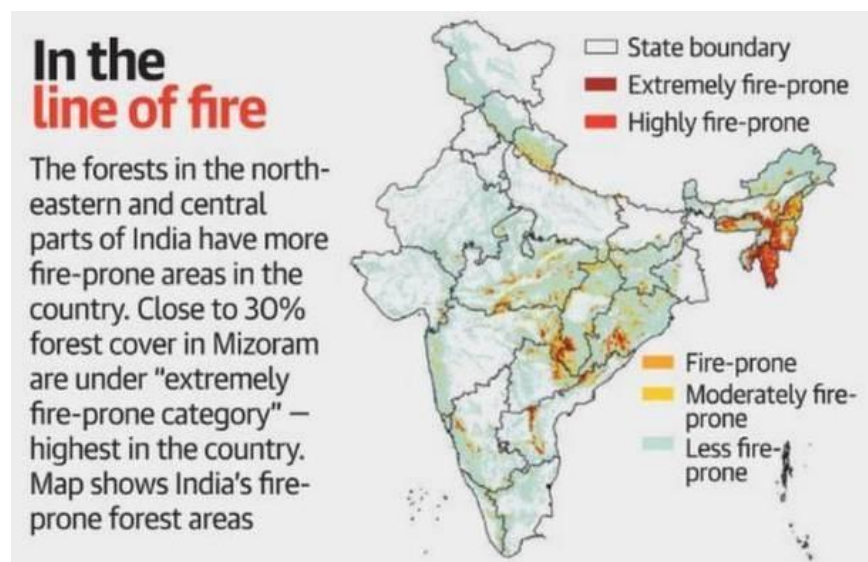 In the
line of fire
The forests in the north-
eastern and central
parts of India have more
fire-prone areas in the
country. Close to 30%
forest cover in Mizoram
are under "extremely
fire-prone category" —
highest in the country.
Map shows India's fire-
prone forest areas
State boundary
Extremely fire-prone
Highly fire-prone
Fire-prone
Moderately fire-
prone
Less fire-
prone